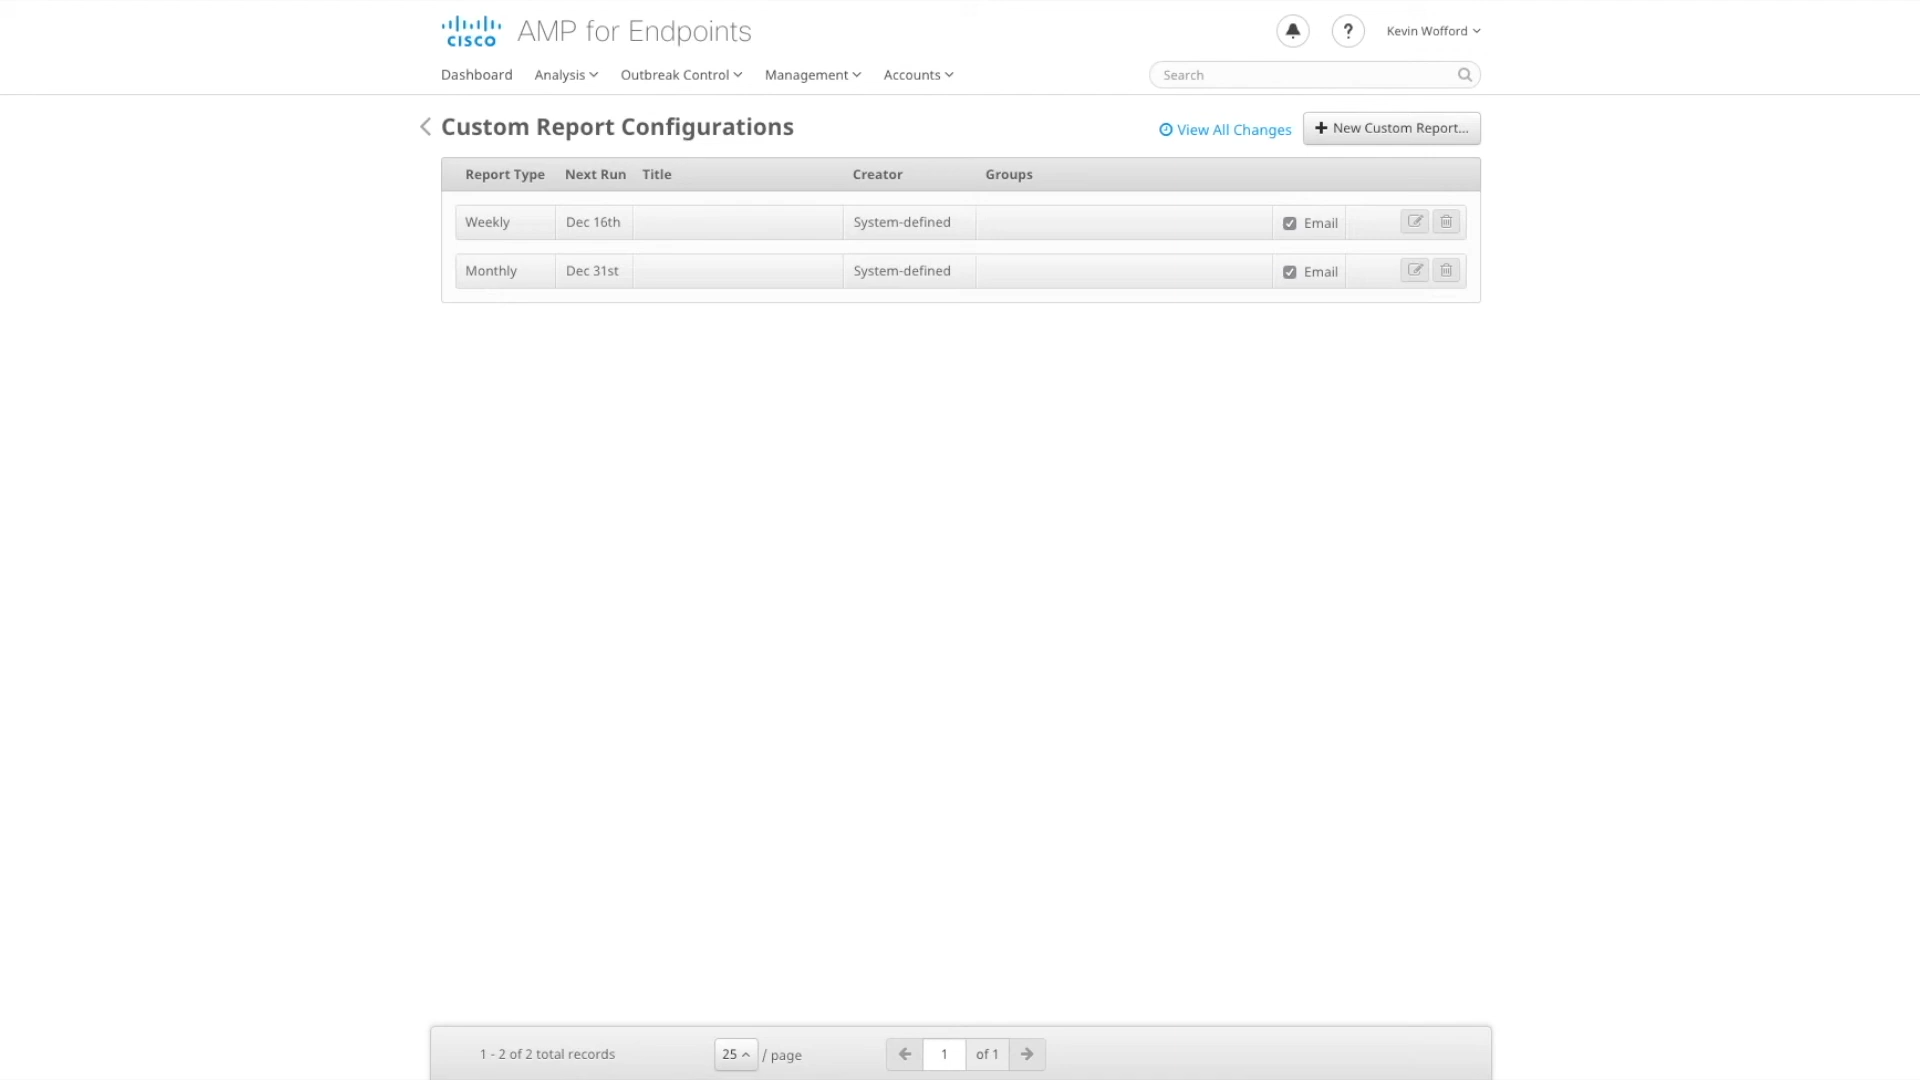 CISCO AMP for Endpoints
? Kevin Wofford
Dashboard Analysis Outbreak Control Management Accounts Search
Custom Report Configurations View All Changes + New Custom Report...
Report Type Next Run Title Creator Groups
Weekly Dec 16th System-defined Email
Monthly Dec 31st System-defined Email
1 - 2 of 2 total records 25 / page 1 of 1